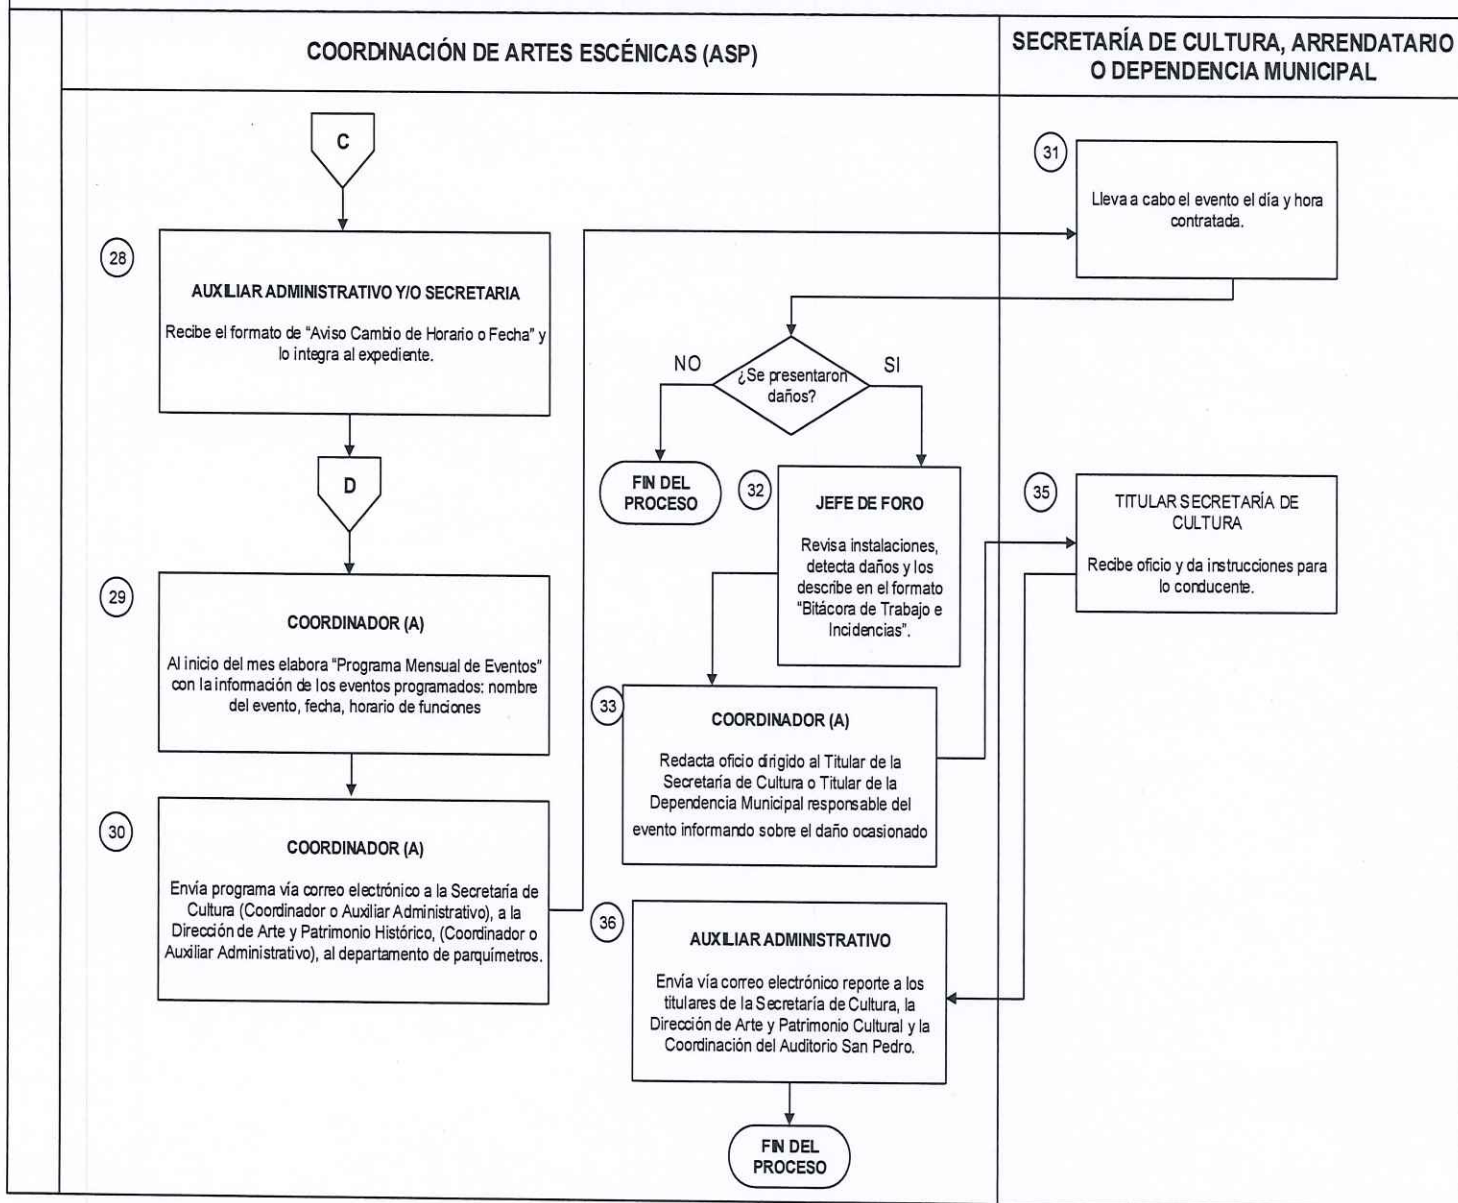 COORDINACIÓN DE ARTES ESCÉNICAS (ASP)
SECRETARÍA DE CULTURA, ARRENDATARIO
O DEPENDENCIA MUNICIPAL
C
28
AUXILIAR ADMINISTRATIVO Y/O SECRETARIA
Recibe el formato de “Aviso Cambio de Horario o Fecha” y
lo integra al expediente.
D
29
COORDINADOR (A)
Al inicio del mes elabora “Programa Mensual de Eventos”
con la información de los eventos programados: nombre
del evento, fecha, horario de funciones
30
COORDINADOR (A)
Envía programa vía correo electrónico a la Secretaría de
Cultura (Coordinador o Auxiliar Administrativo), a la
Dirección de Arte y Patrimonio Histórico, (Coordinador o
Auxiliar Administrativo), al departamento de parquímetros.
31
Lleva a cabo el evento el día y hora
contratada.
¿Se presentaron
daños?
NO
SI
FIN DEL
PROCESO
32
JEFE DE FORO
Revisa instalaciones,
detecta daños y los
describe en el formato
“Bitácora de Trabajo e
Incidencias”.
33
COORDINADOR (A)
Redacta oficio dirigido al Titular de la
Secretaría de Cultura o Titular de la
Dependencia Municipal responsable del
evento informando sobre el daño ocasionado
35
TITULAR SECRETARÍA DE
CULTURA
Recibe oficio y da instrucciones para
lo conducente.
36
AUXILIAR ADMINISTRATIVO
Envía vía correo electrónico reporte a los
titulares de la Secretaría de Cultura, la
Dirección de Arte y Patrimonio Cultural y la
Coordinación del Auditorio San Pedro.
FIN DEL
PROCESO